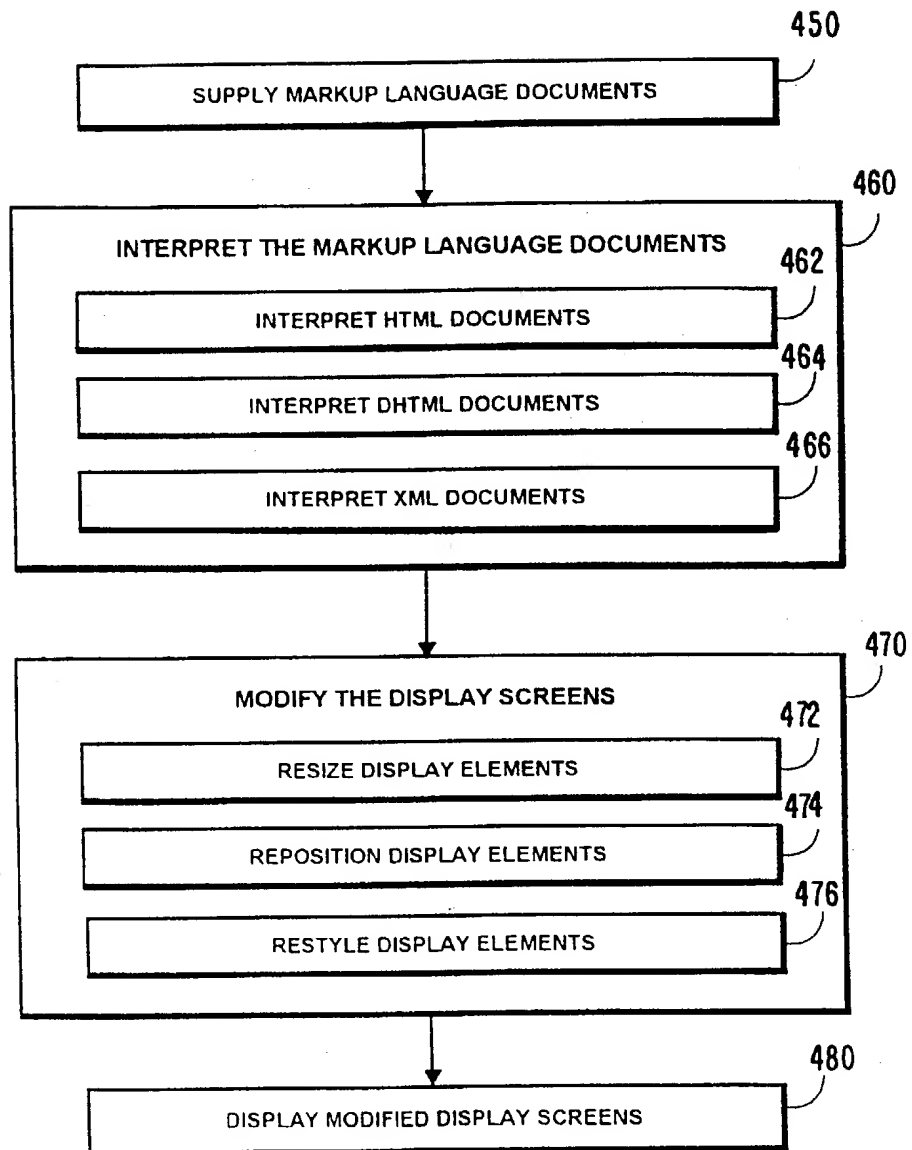 450
SUPPLY MARKUP LANGUAGE DOCUMENTS
460
INTERPRET THE MARKUP LANGUAGE DOCUMENTS
462
INTERPRET HTML DOCUMENTS
464
INTERPRET DHTML DOCUMENTS
466
INTERPRET XML DOCUMENTS
470
MODIFY THE DISPLAY SCREENS
472
RESIZE DISPLAY ELEMENTS
474
REPOSITION DISPLAY ELEMENTS
476
RESTYLE DISPLAY ELEMENTS
480
DISPLAY MODIFIED DISPLAY SCREENS